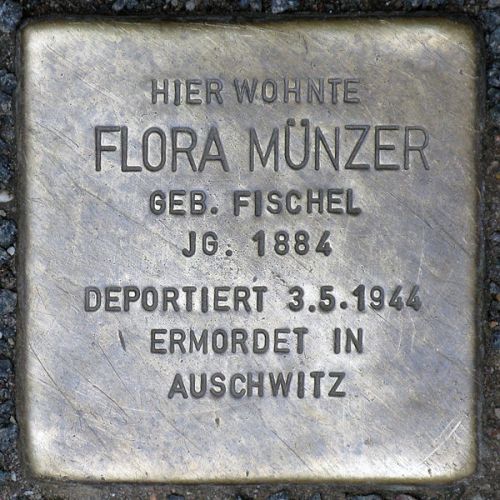 HIER WOHNTE
FLORA MÜNZER
GEB. FISCHEL
JG. 1884
DEPORTIERT 3.5.1944
ERMORDET IN
AUSCHWITZ